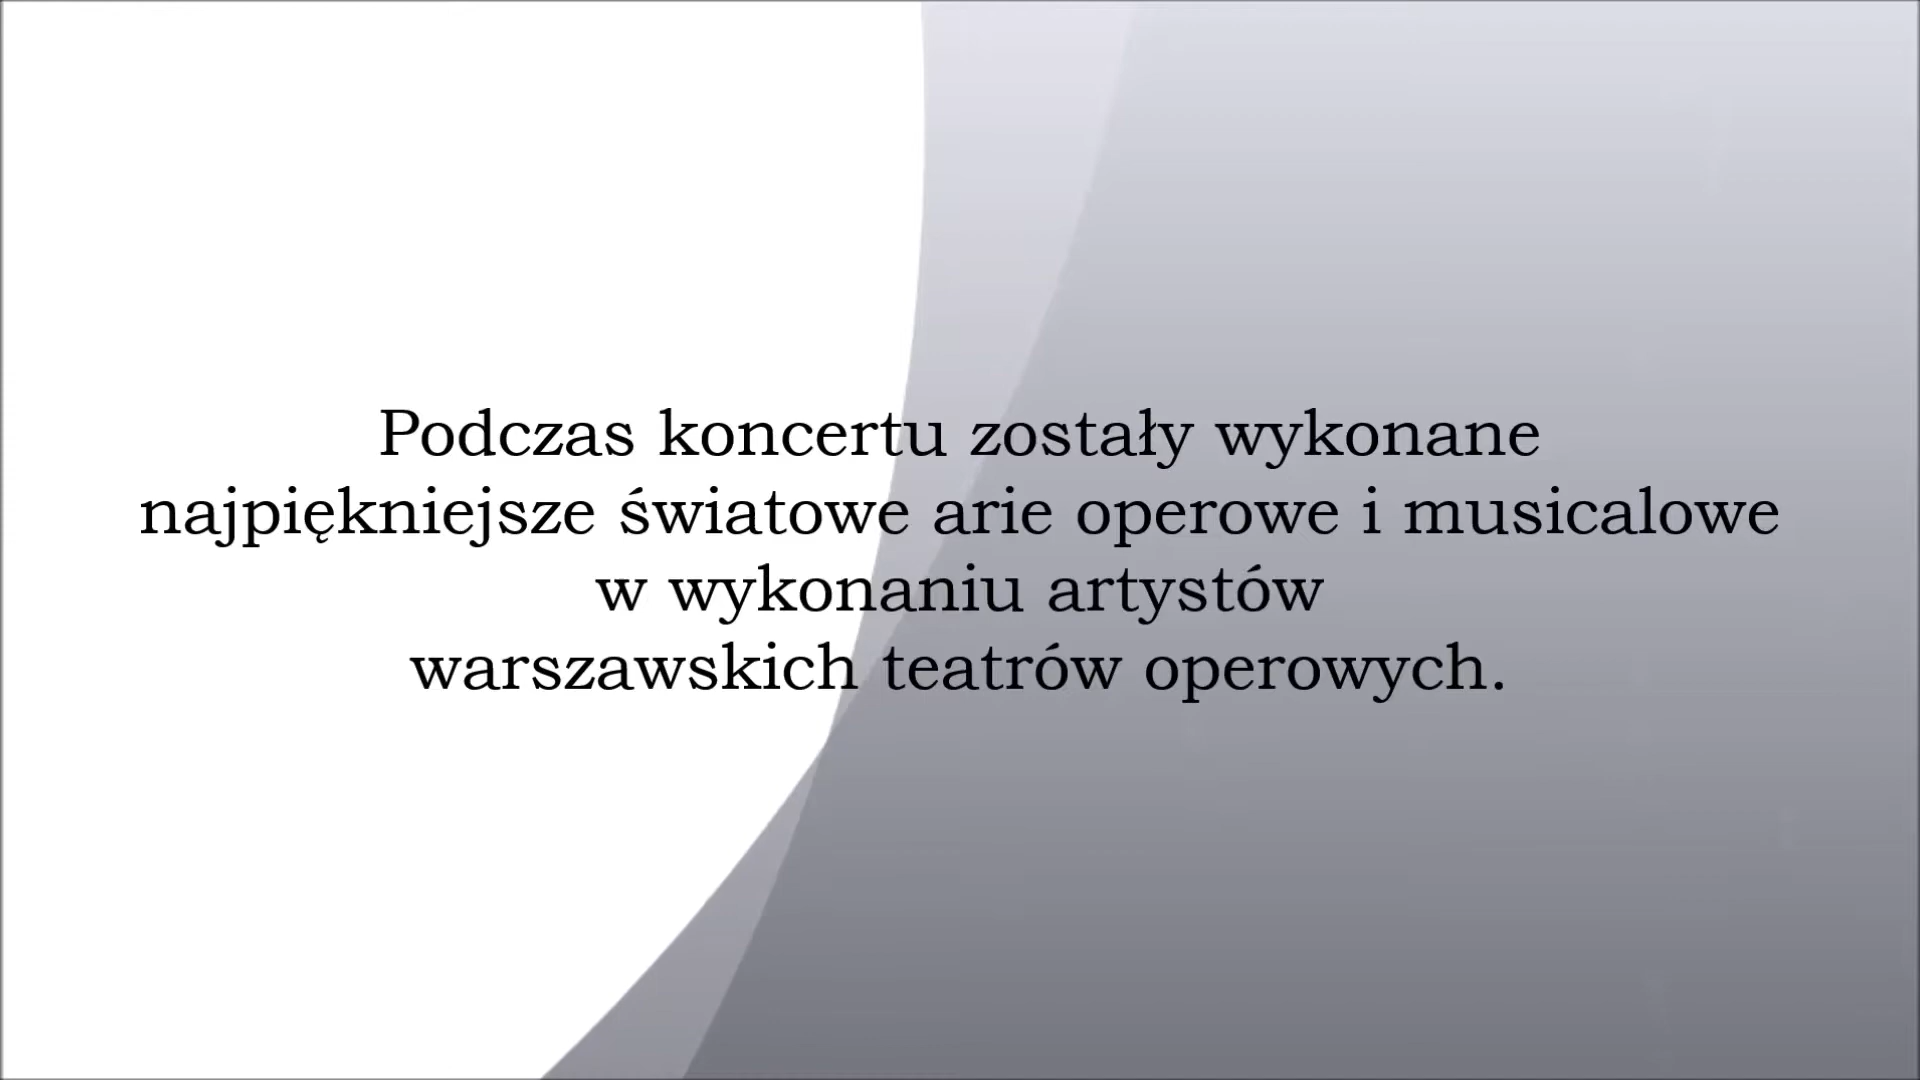 Podczas koncertu zostały wykonane
najpiękniejsze światowe arie operowe i musicalowe
w wykonaniu artystów
warszawskich teatrów operowych.